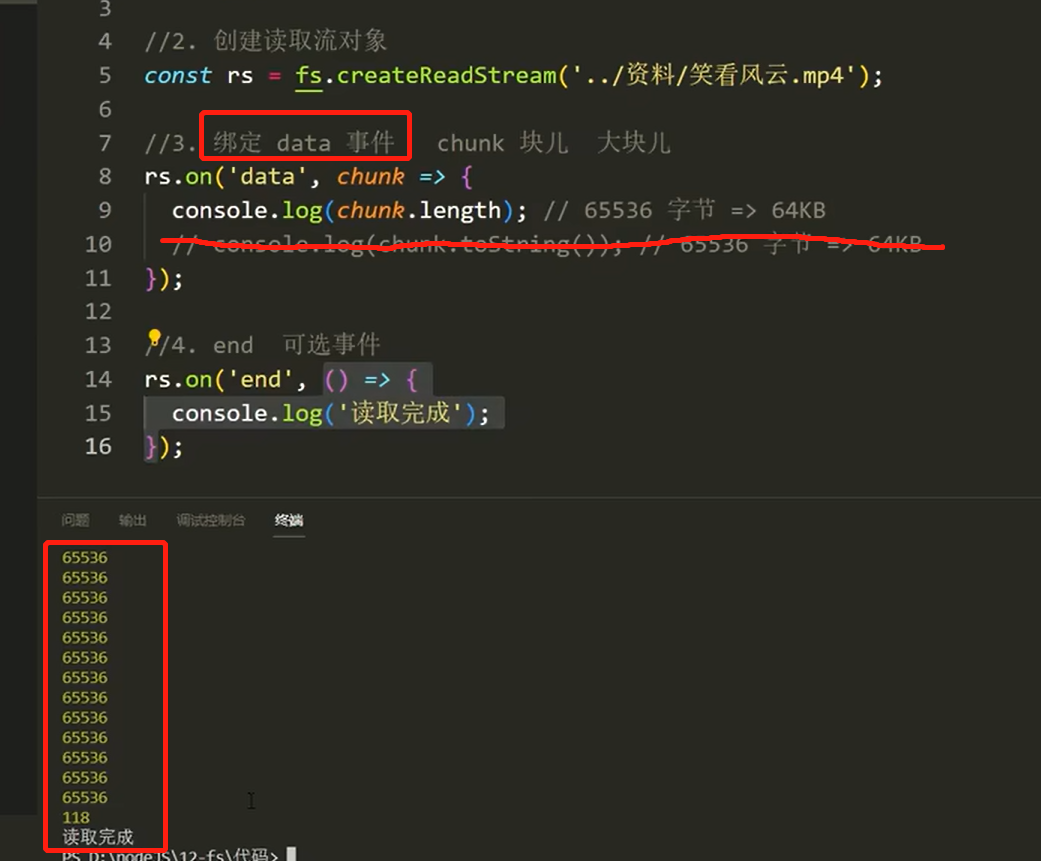 3
4 //2. 创建读取流对象
5 const rs = fs.createReadStream('../资料/笑看风云.mp4');
6
7 //3. 绑定 data 事件 chunk 块儿 大块儿
8 rs.on('data', chunk => {
9 console.log(chunk.length); // 65536 字节 => 64KB
10 // console.log(chunk.toString()); // 65536 字节 => 64KB
11 });
12
13 //4. end 可选事件
14 rs.on('end', () => {
15 console.log('读取完成');
16 });
问题 输出 调试控制台 终端
65536
65536
65536
65536
65536
65536
65536
65536
65536
65536
65536
65536
65536
118
读取完成
PS D:\nodeJS\12-fs\代码>